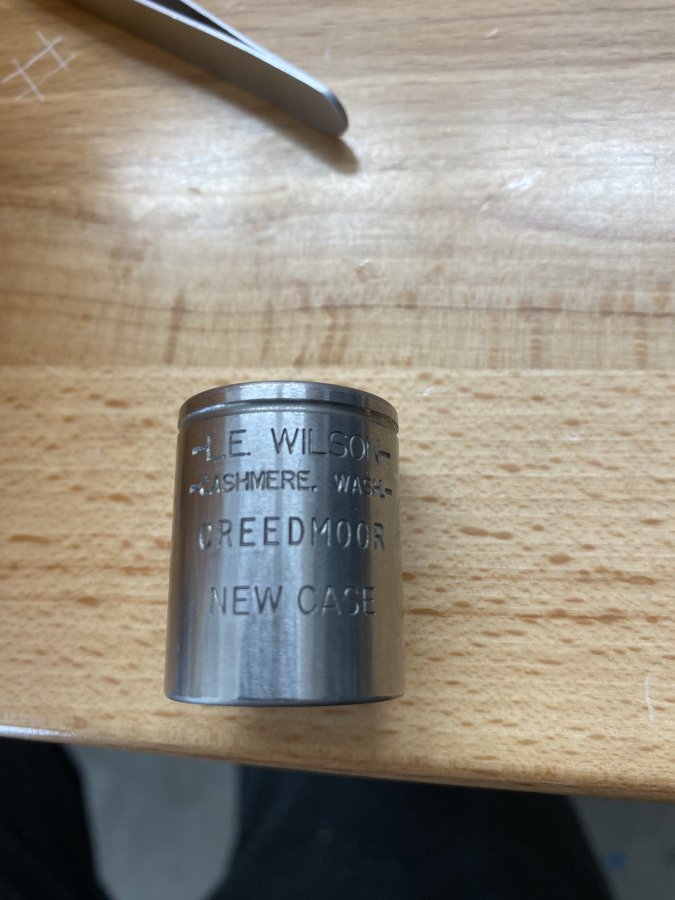 -L.E. WILSON-
-CASHMERE, WASH.-
CREEDMOOR
NEW CASE